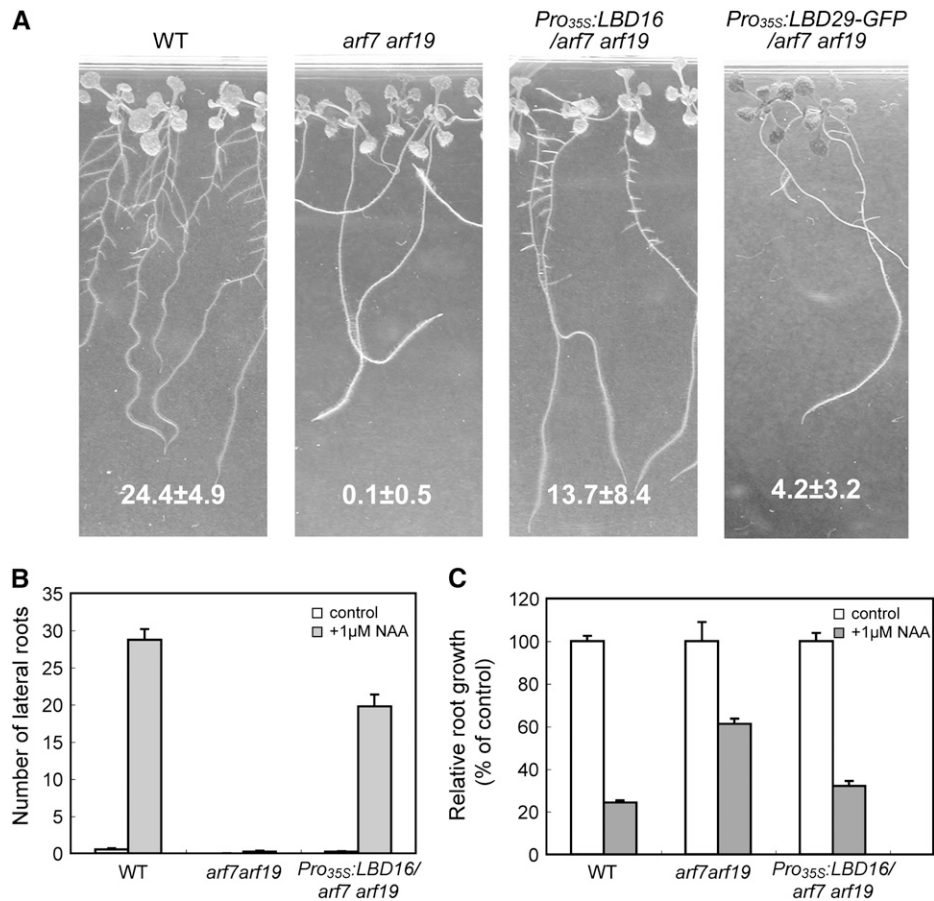 A
WT
arf7 arf19
Pro35S:LBD16
/arf7 arf19
Pro35S:LBD29-GFP
/arf7 arf19
24.4±4.9
0.1±0.5
13.7±8.4
4.2±3.2
B
Number of lateral roots
35
30
25
20
15
10
5
0
control
+1μM NAA
WT
arf7arf19
Pro35S:LBD16/
arf7 arf19
C
Relative root growth
(% of control)
120
100
80
60
40
20
0
control
+1μM NAA
WT
arf7arf19
Pro35S:LBD16/
arf7 arf19